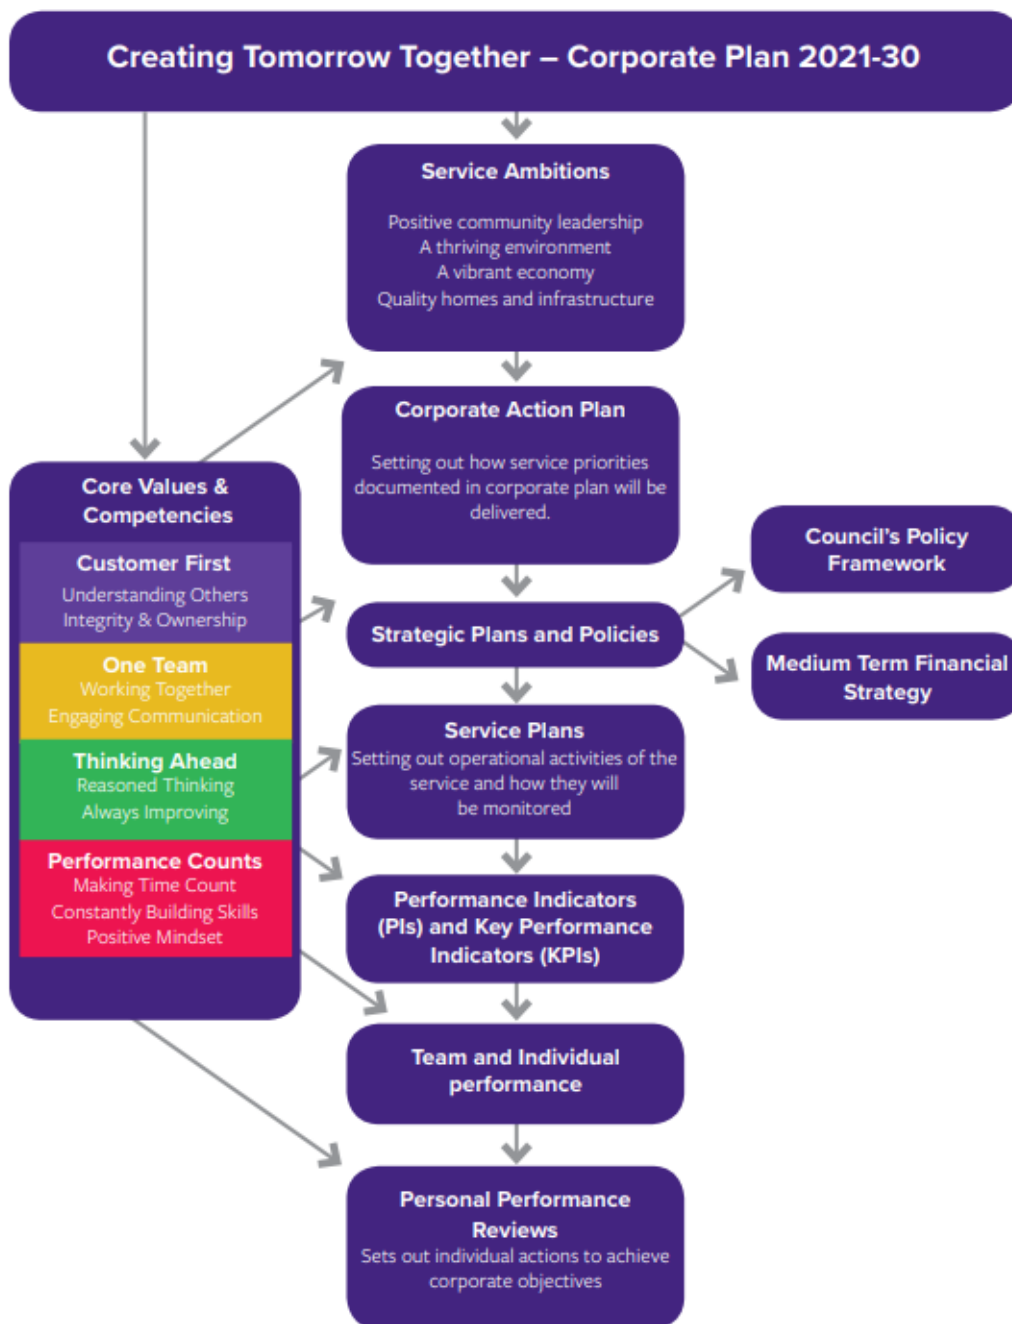 Creating Tomorrow Together – Corporate Plan 2021-30
Service Ambitions
Positive community leadership
A thriving environment
A vibrant economy
Quality homes and infrastructure
Corporate Action Plan
Setting out how service priorities
documented in corporate plan will be
delivered.
Core Values &
Competencies
Customer First
Understanding Others
Integrity & Ownership
One Team
Working Together
Engaging Communication
Thinking Ahead
Reasoned Thinking
Always Improving
Performance Counts
Making Time Count
Constantly Building Skills
Positive Mindset
Strategic Plans and Policies
Council's Policy
Framework
Medium Term Financial
Strategy
Service Plans
Setting out operational activities of the
service and how they will
be monitored
Performance Indicators
(PIs) and Key Performance
Indicators (KPIs)
Team and Individual
performance
Personal Performance
Reviews
Sets out individual actions to achieve
corporate objectives